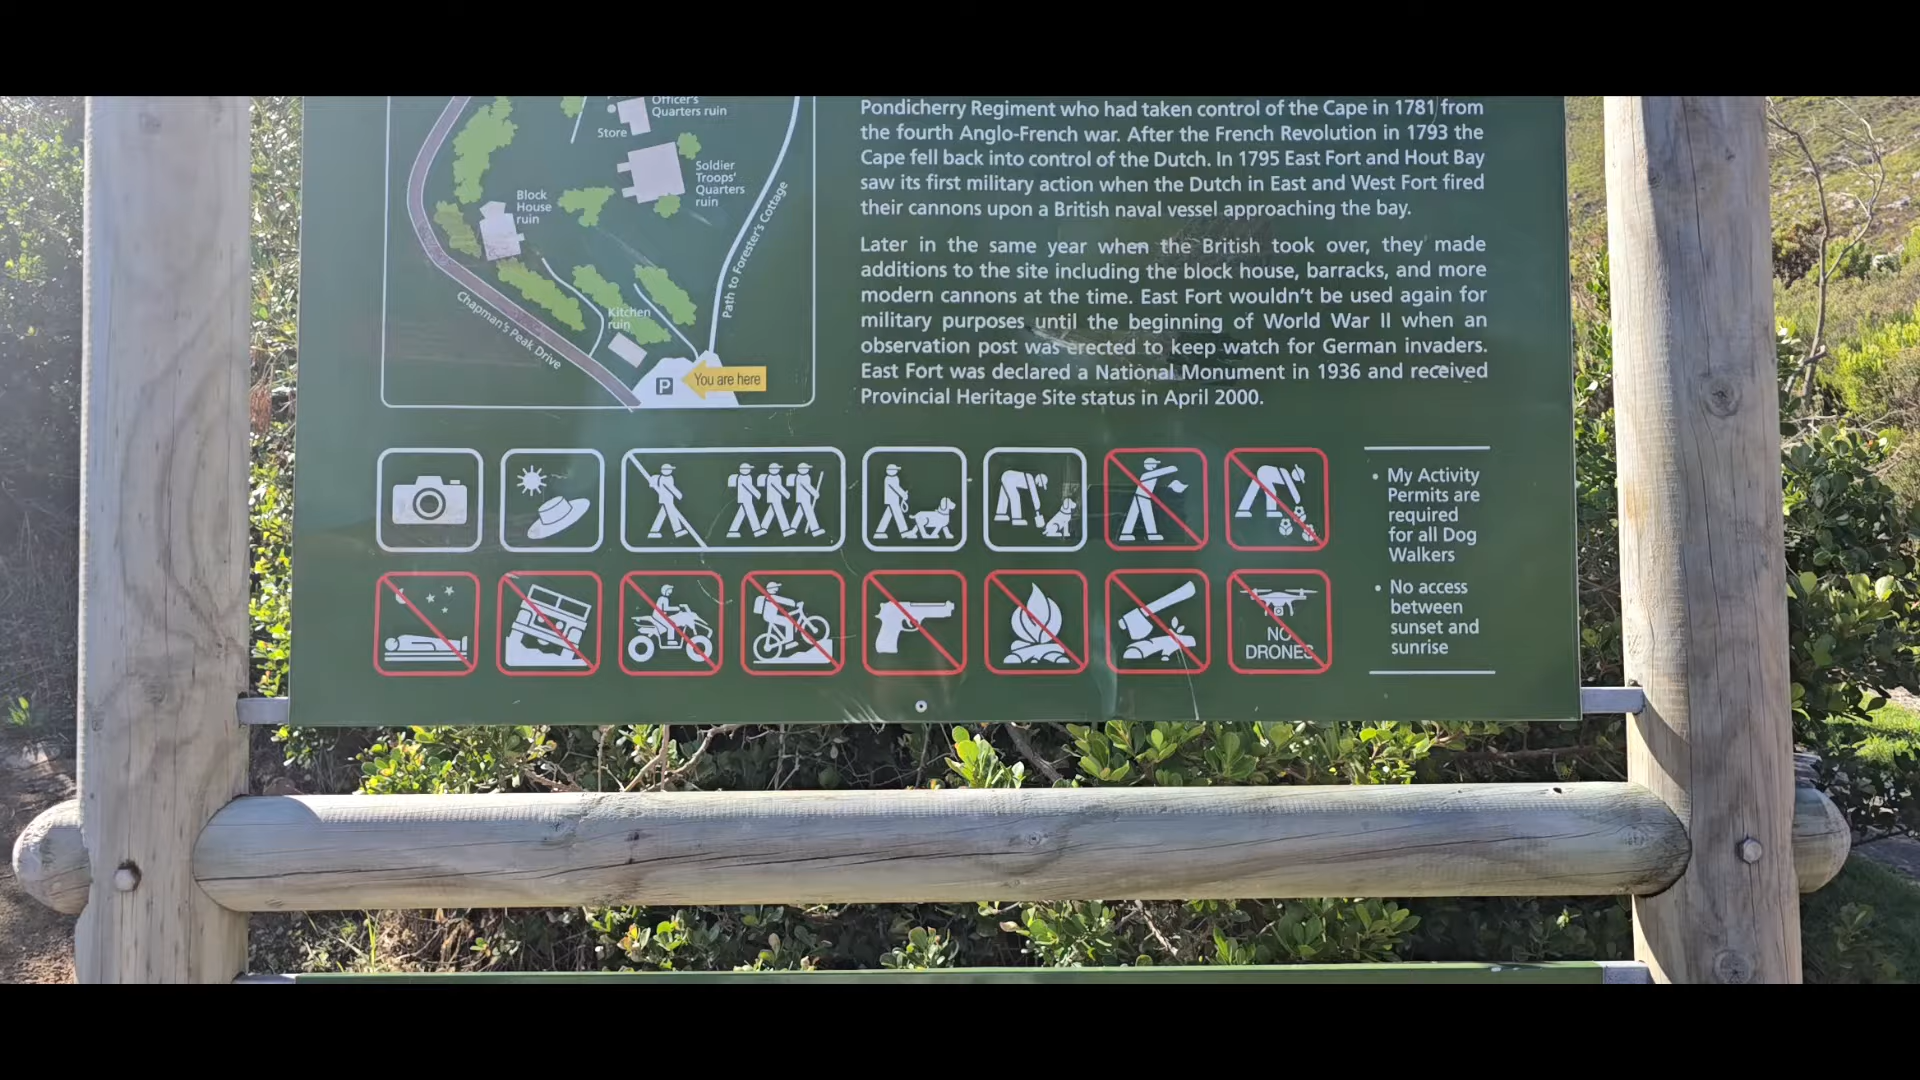 Officer's
Quarters ruin
Store
Soldier
Troops'
Quarters
ruin
Block
House
ruin
Path to Forester's Cottage
Kitchen
ruin
Chapman's Peak Drive
P
You are here
Pondicherry Regiment who had taken control of the Cape in 1781 from
the fourth Anglo-French war. After the French Revolution in 1793 the
Cape fell back into control of the Dutch. In 1795 East Fort and Hout Bay
saw its first military action when the Dutch in East and West Fort fired
their cannons upon a British naval vessel approaching the bay.
Later in the same year when the British took over, they made
additions to the site including the block house, barracks, and more
modern cannons at the time. East Fort wouldn't be used again for
military purposes until the beginning of World War II when an
observation post was erected to keep watch for German invaders.
East Fort was declared a National Monument in 1936 and received
Provincial Heritage Site status in April 2000.
• My Activity
Permits are
required
for all Dog
Walkers
• No access
between
sunset and
sunrise
NO
DRONES